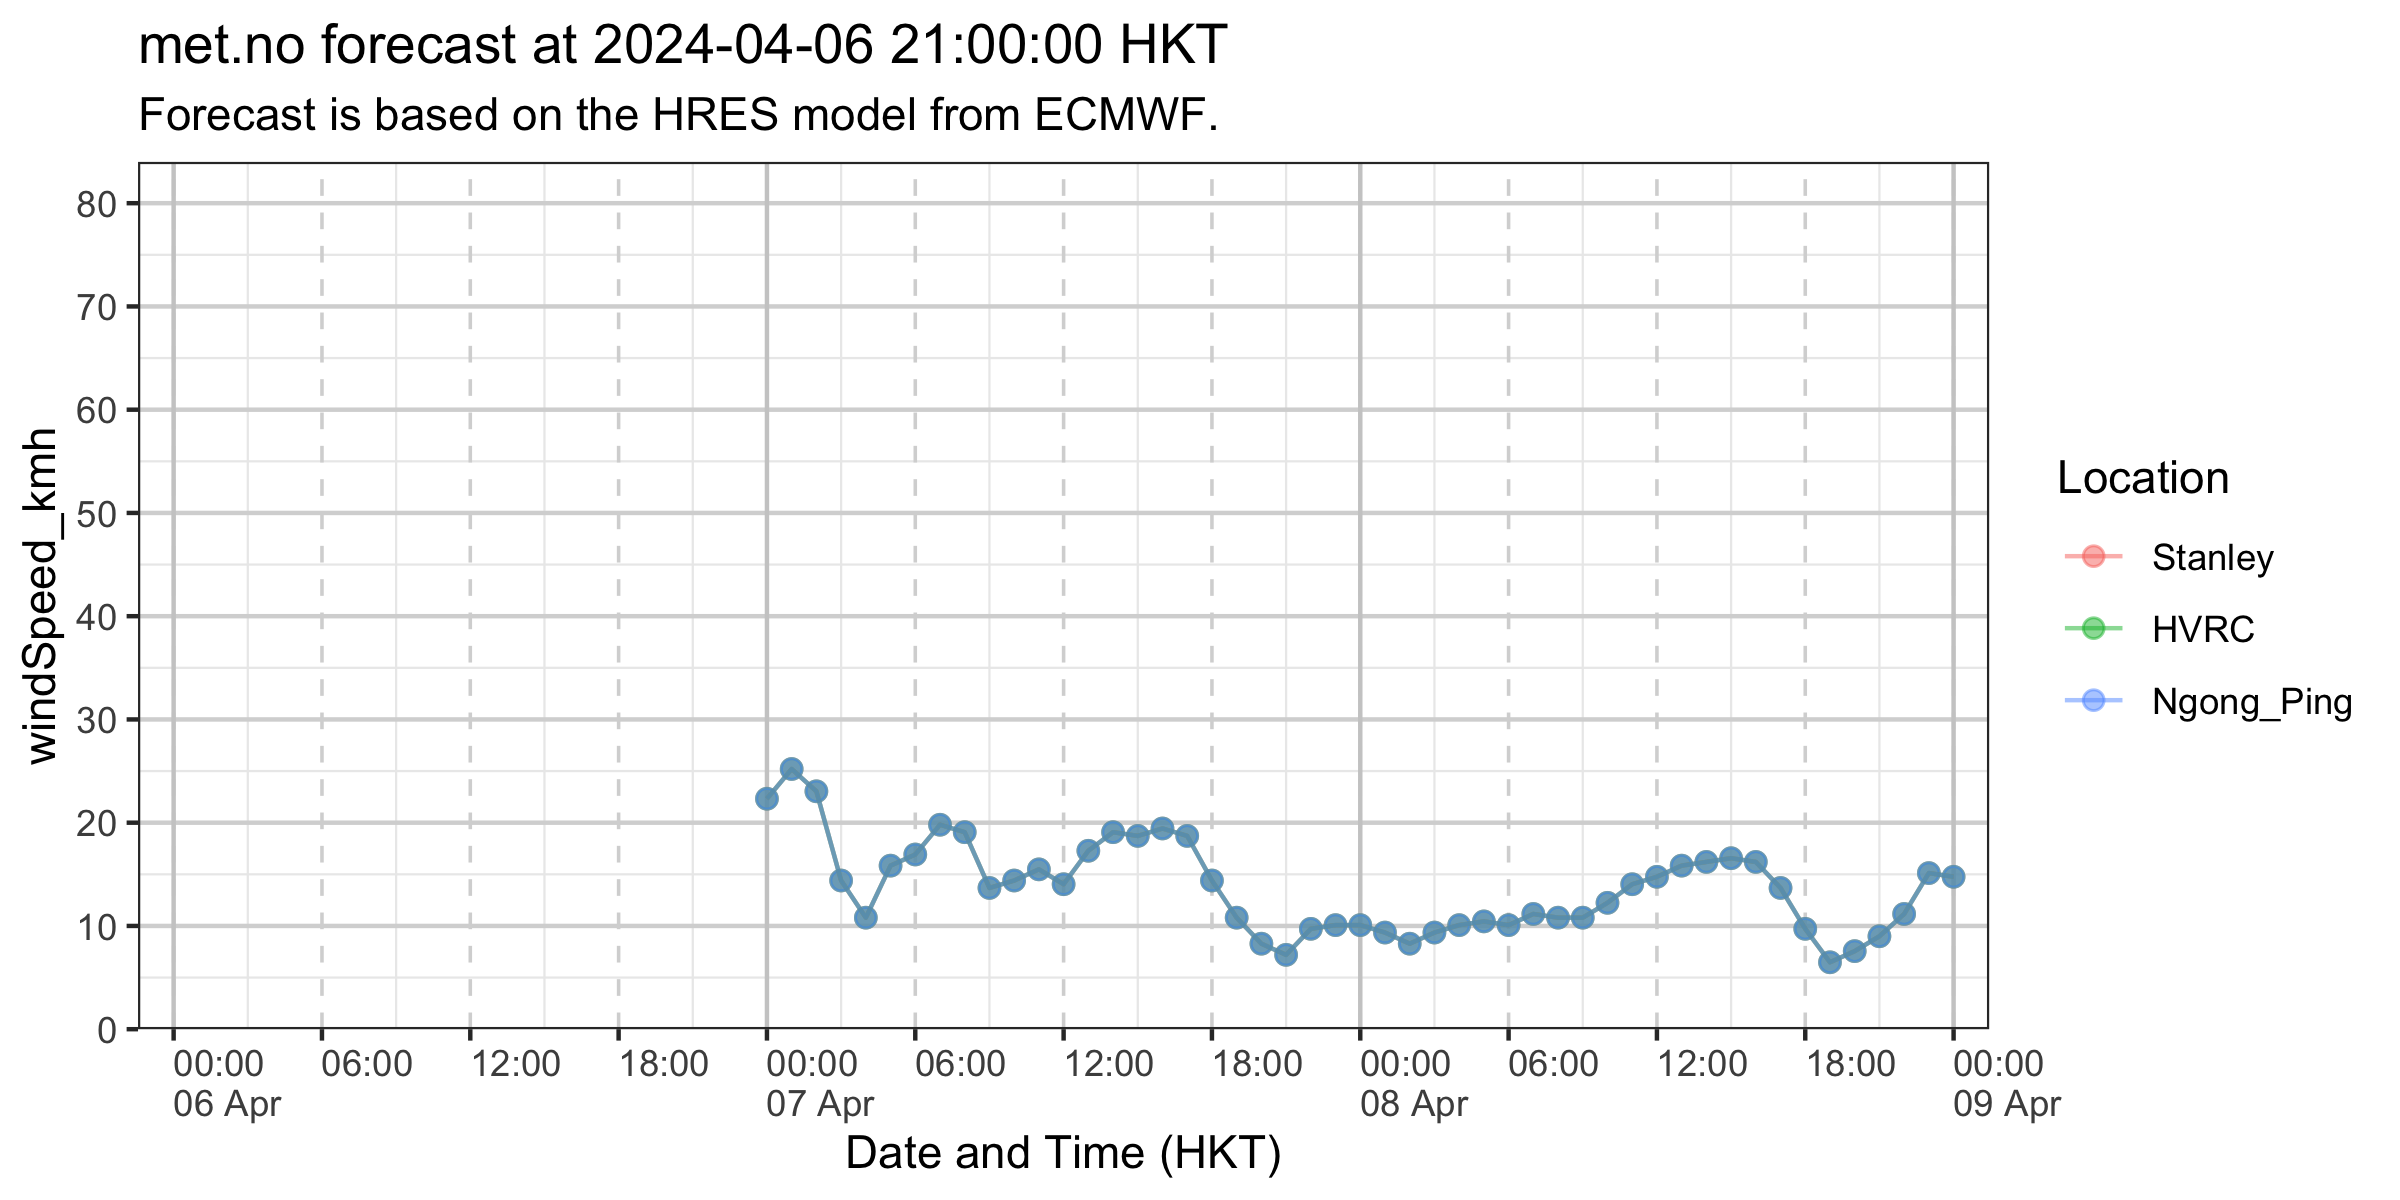 met.no forecast at 2024-04-06 21:00:00 HKT
Forecast is based on the HRES model from ECMWF.
windSpeed_kmh
80
70
60
50
40
30
20
10
0
00:00 06:00 12:00 18:00 00:00 06:00 12:00 18:00 00:00 06:00 12:00 18:00 00:00
06 Apr 07 Apr 08 Apr 09 Apr
Date and Time (HKT)
Location
Stanley
HVRC
Ngong_Ping